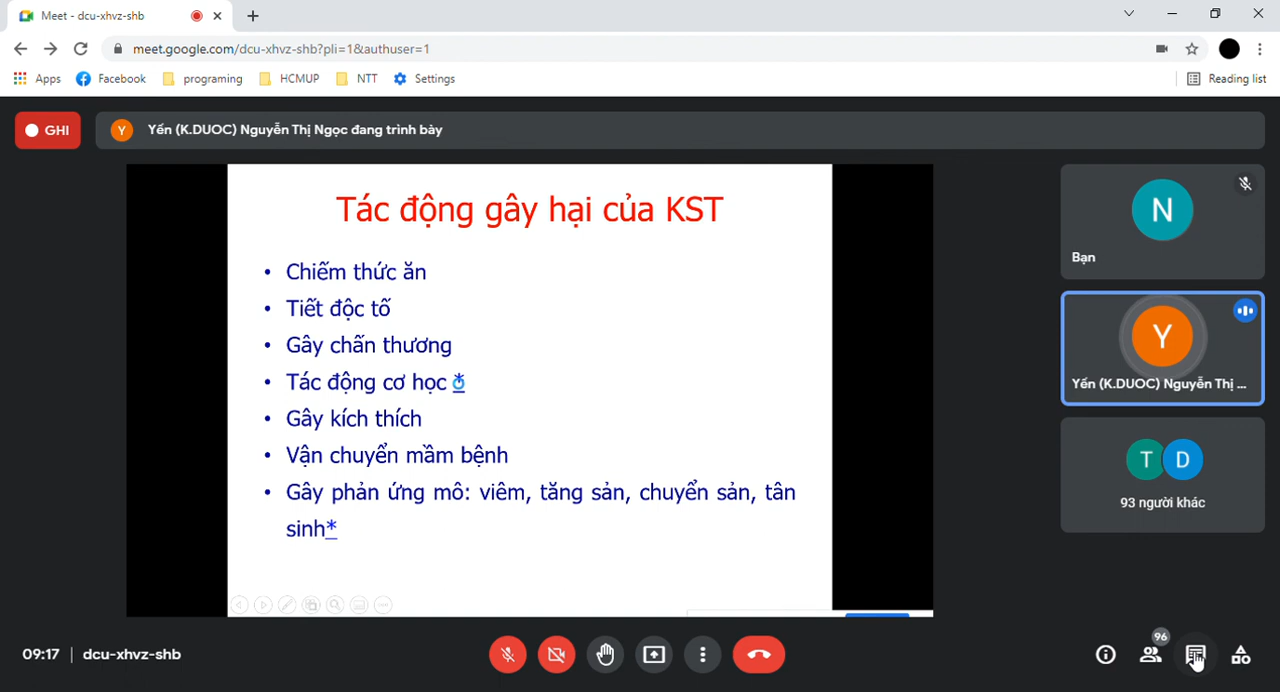 Meet - dcu-xhvz-shb
meet.google.com/dcu-xhvz-shb?pli=1&authuser=1
Apps Facebook programing HCMUP NTT Settings Reading list
GHI Y Yến (K.DUOC) Nguyễn Thị Ngọc đang trình bày
Tác động gây hại của KST
• Chiếm thức ăn
• Tiết độc tố
• Gây chấn thương
• Tác động cơ học *
• Gây kích thích
• Vận chuyển mầm bệnh
• Gây phản ứng mô: viêm, tăng sản, chuyển sản, tân
sinh*
N
Bạn
Y
Yến (K.DUOC) Nguyễn Thị ...
T D
93 người khác
09:17 | dcu-xhvz-shb
96